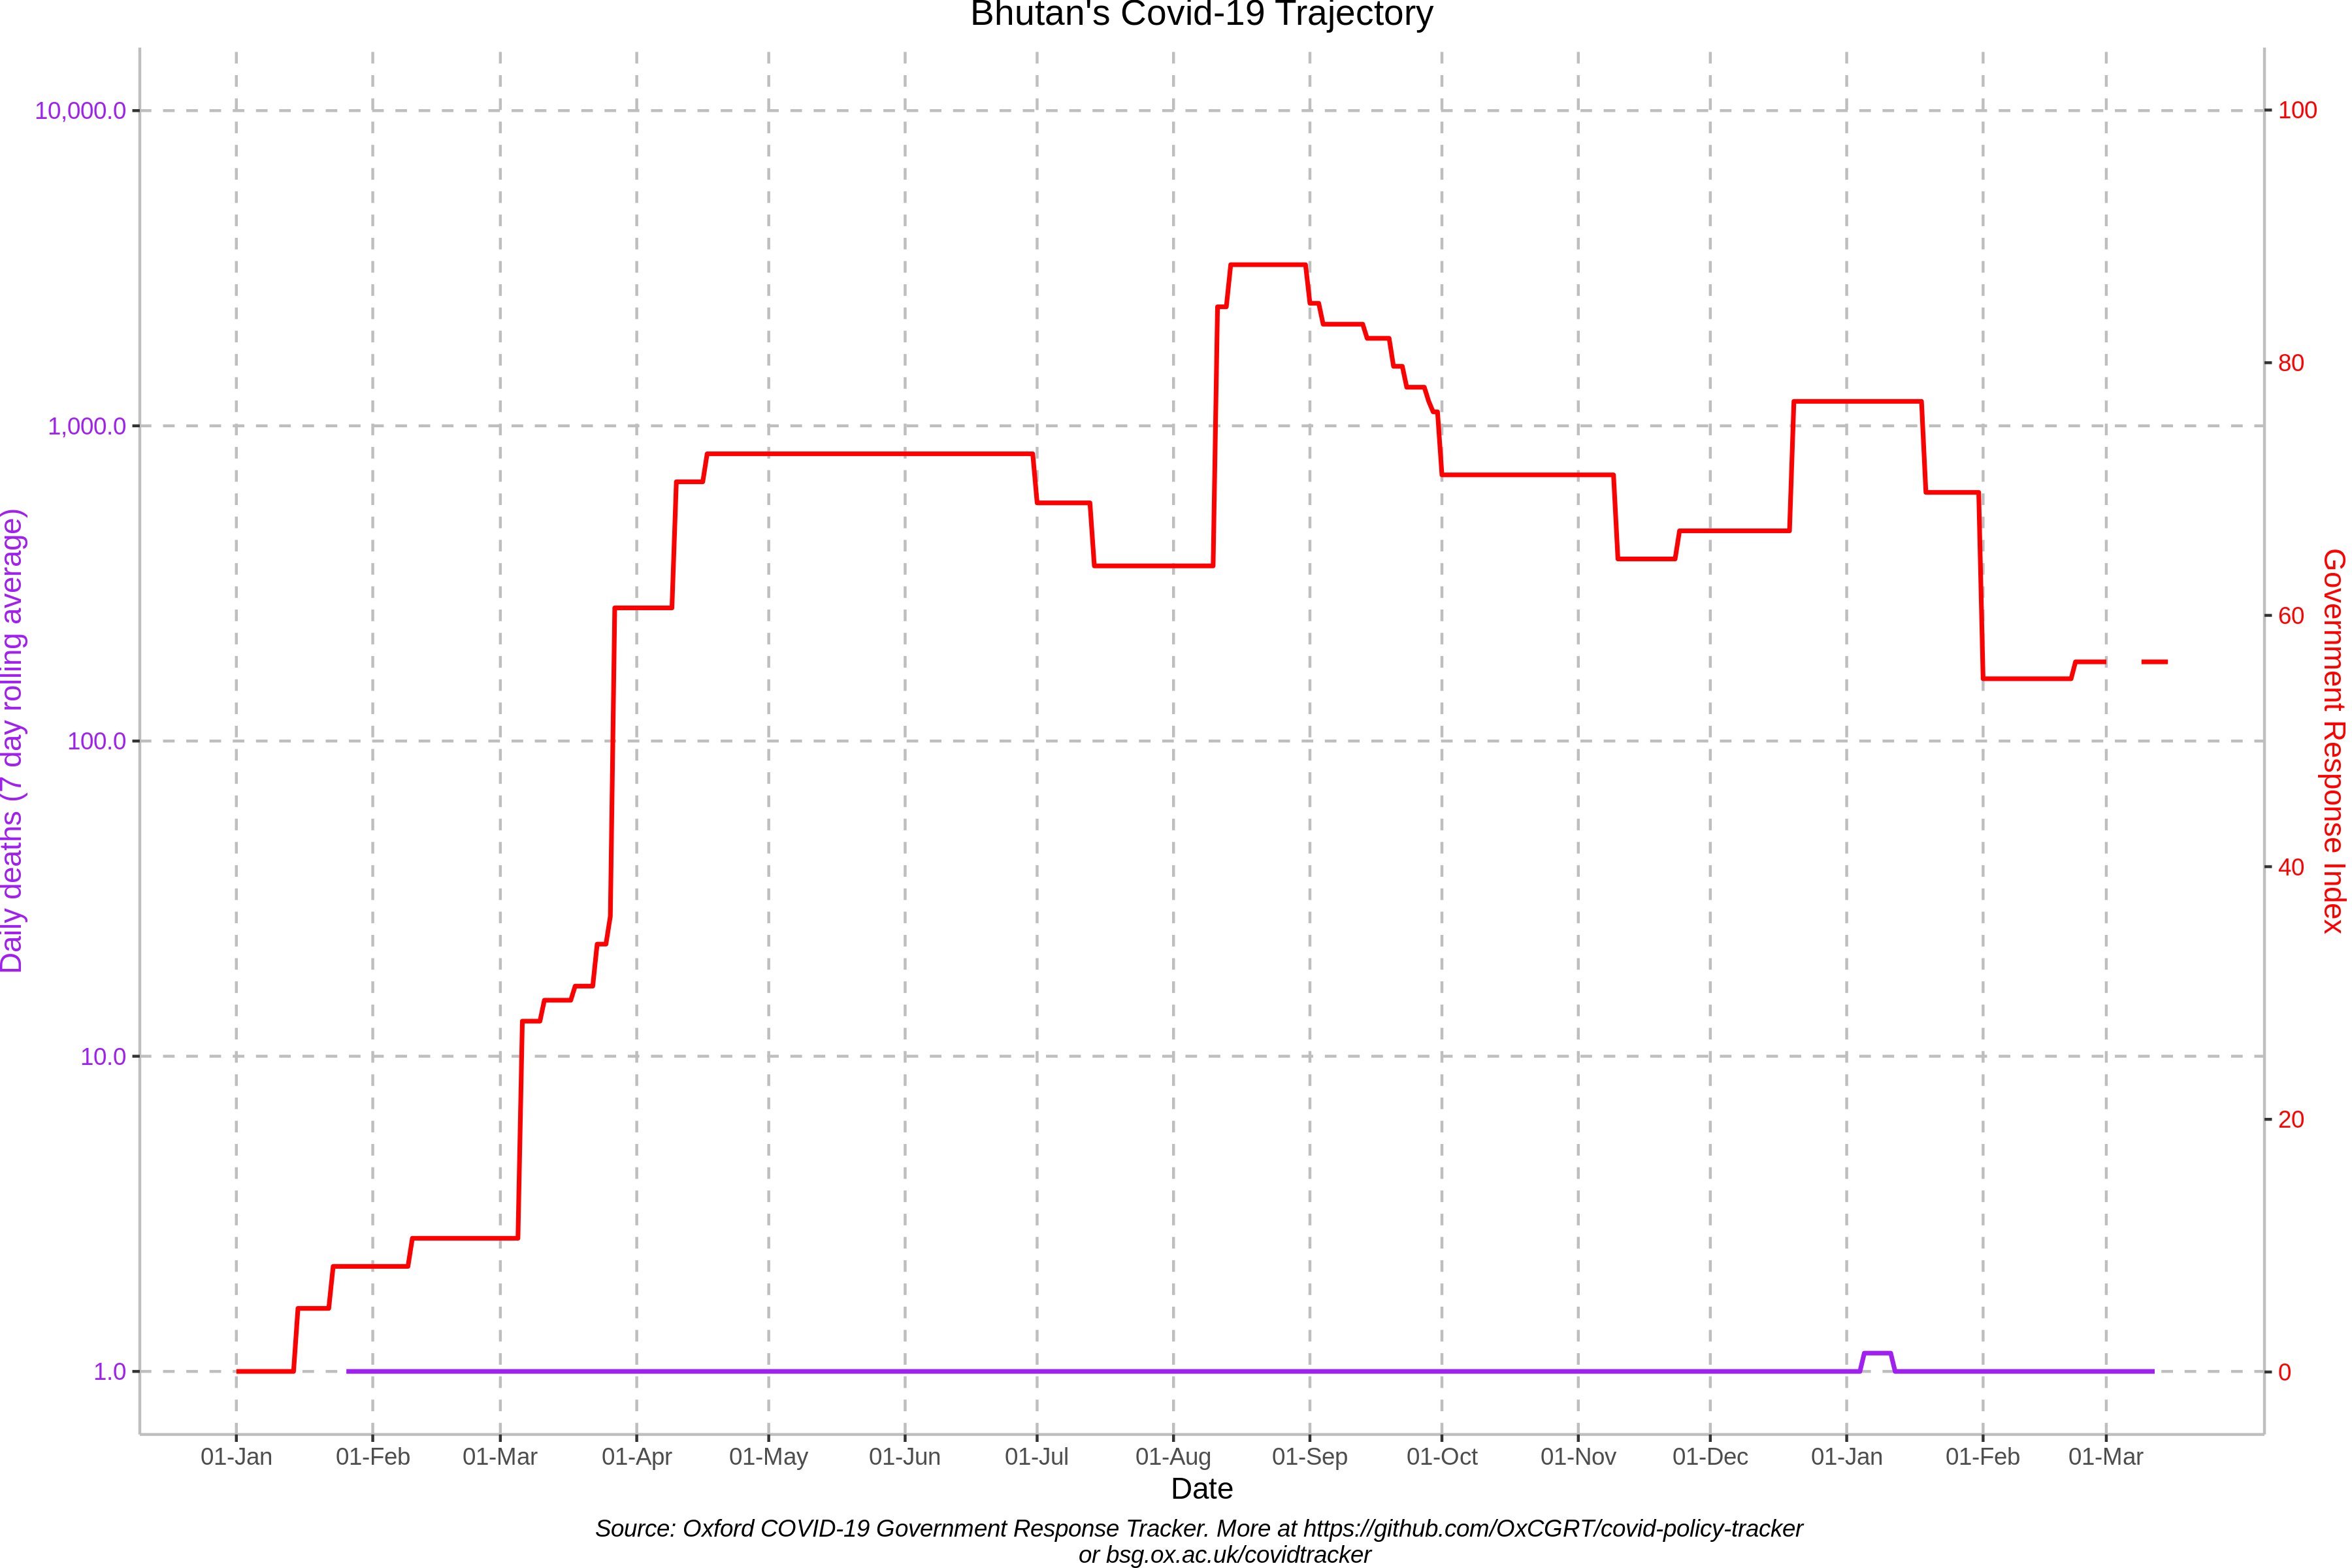 Bhutan's Covid-19 Trajectory
10,000.0
1,000.0
100.0
10.0
1.0
Daily deaths (7 day rolling average)
100
80
60
40
20
0
Government Response Index
01-Jan 01-Feb 01-Mar 01-Apr 01-May 01-Jun 01-Jul 01-Aug 01-Sep 01-Oct 01-Nov 01-Dec 01-Jan 01-Feb 01-Mar
Date
Source: Oxford COVID-19 Government Response Tracker. More at https://github.com/OxCGRT/covid-policy-tracker
or bsg.ox.ac.uk/covidtracker